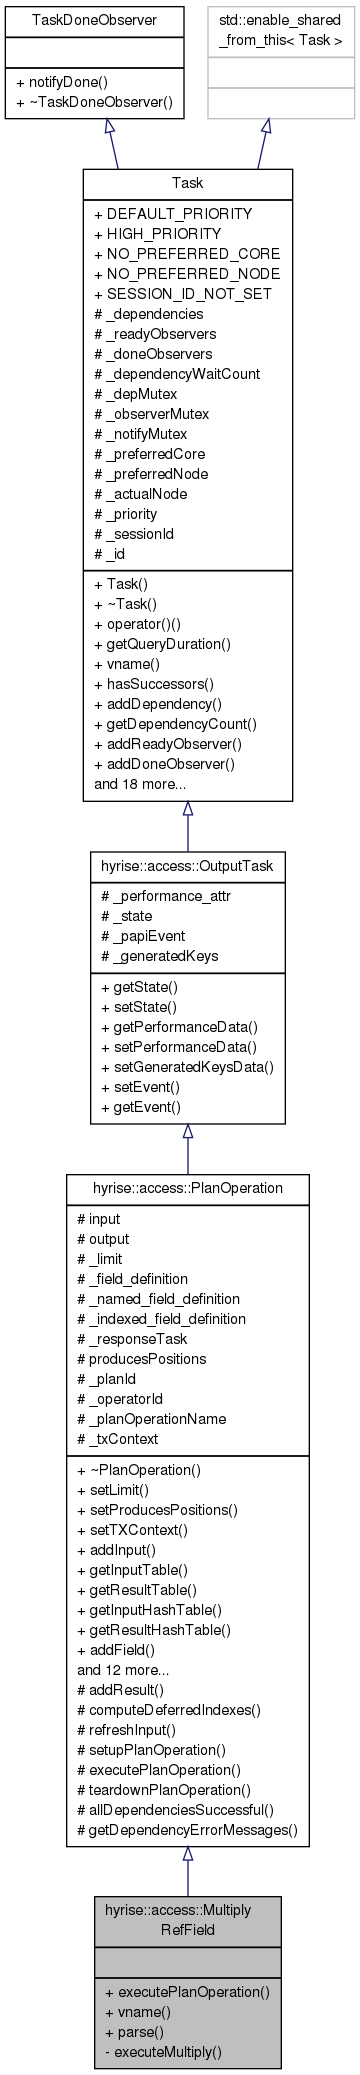 TaskDoneObserver
+ notifyDone()
+ ~TaskDoneObserver()
std::enable_shared
_from_this< Task >
Task
+ DEFAULT_PRIORITY
+ HIGH_PRIORITY
+ NO_PREFERRED_CORE
+ NO_PREFERRED_NODE
+ SESSION_ID_NOT_SET
# _dependencies
# _readyObservers
# _doneObservers
# _dependencyWaitCount
# _depMutex
# _observerMutex
# _notifyMutex
# _preferredCore
# _preferredNode
# _actualNode
# _priority
# _sessionId
# _id
+ Task()
+ ~Task()
+ operator()()
+ getQueryDuration()
+ vname()
+ hasSuccessors()
+ addDependency()
+ getDependencyCount()
+ addReadyObserver()
+ addDoneObserver()
and 18 more...
hyrise::access::OutputTask
# _performance_attr
# _state
# _papiEvent
# _generatedKeys
+ getState()
+ setState()
+ getPerformanceData()
+ setPerformanceData()
+ setGeneratedKeysData()
+ setEvent()
+ getEvent()
hyrise::access::PlanOperation
# input
# output
# _limit
# _field_definition
# _named_field_definition
# _indexed_field_definition
# _responseTask
# producesPositions
# _planId
# _operatorId
# _planOperationName
# _txContext
+ ~PlanOperation()
+ setLimit()
+ setProducesPositions()
+ setTXContext()
+ addInput()
+ getInputTable()
+ getResultTable()
+ getInputHashTable()
+ getResultHashTable()
+ addField()
and 12 more...
# addResult()
# computeDeferredIndexes()
# refreshInput()
# setupPlanOperation()
# executePlanOperation()
# teardownPlanOperation()
# allDependenciesSuccessful()
# getDependencyErrorMessages()
hyrise::access::Multiply
RefField
+ executePlanOperation()
+ vname()
+ parse()
- executeMultiply()